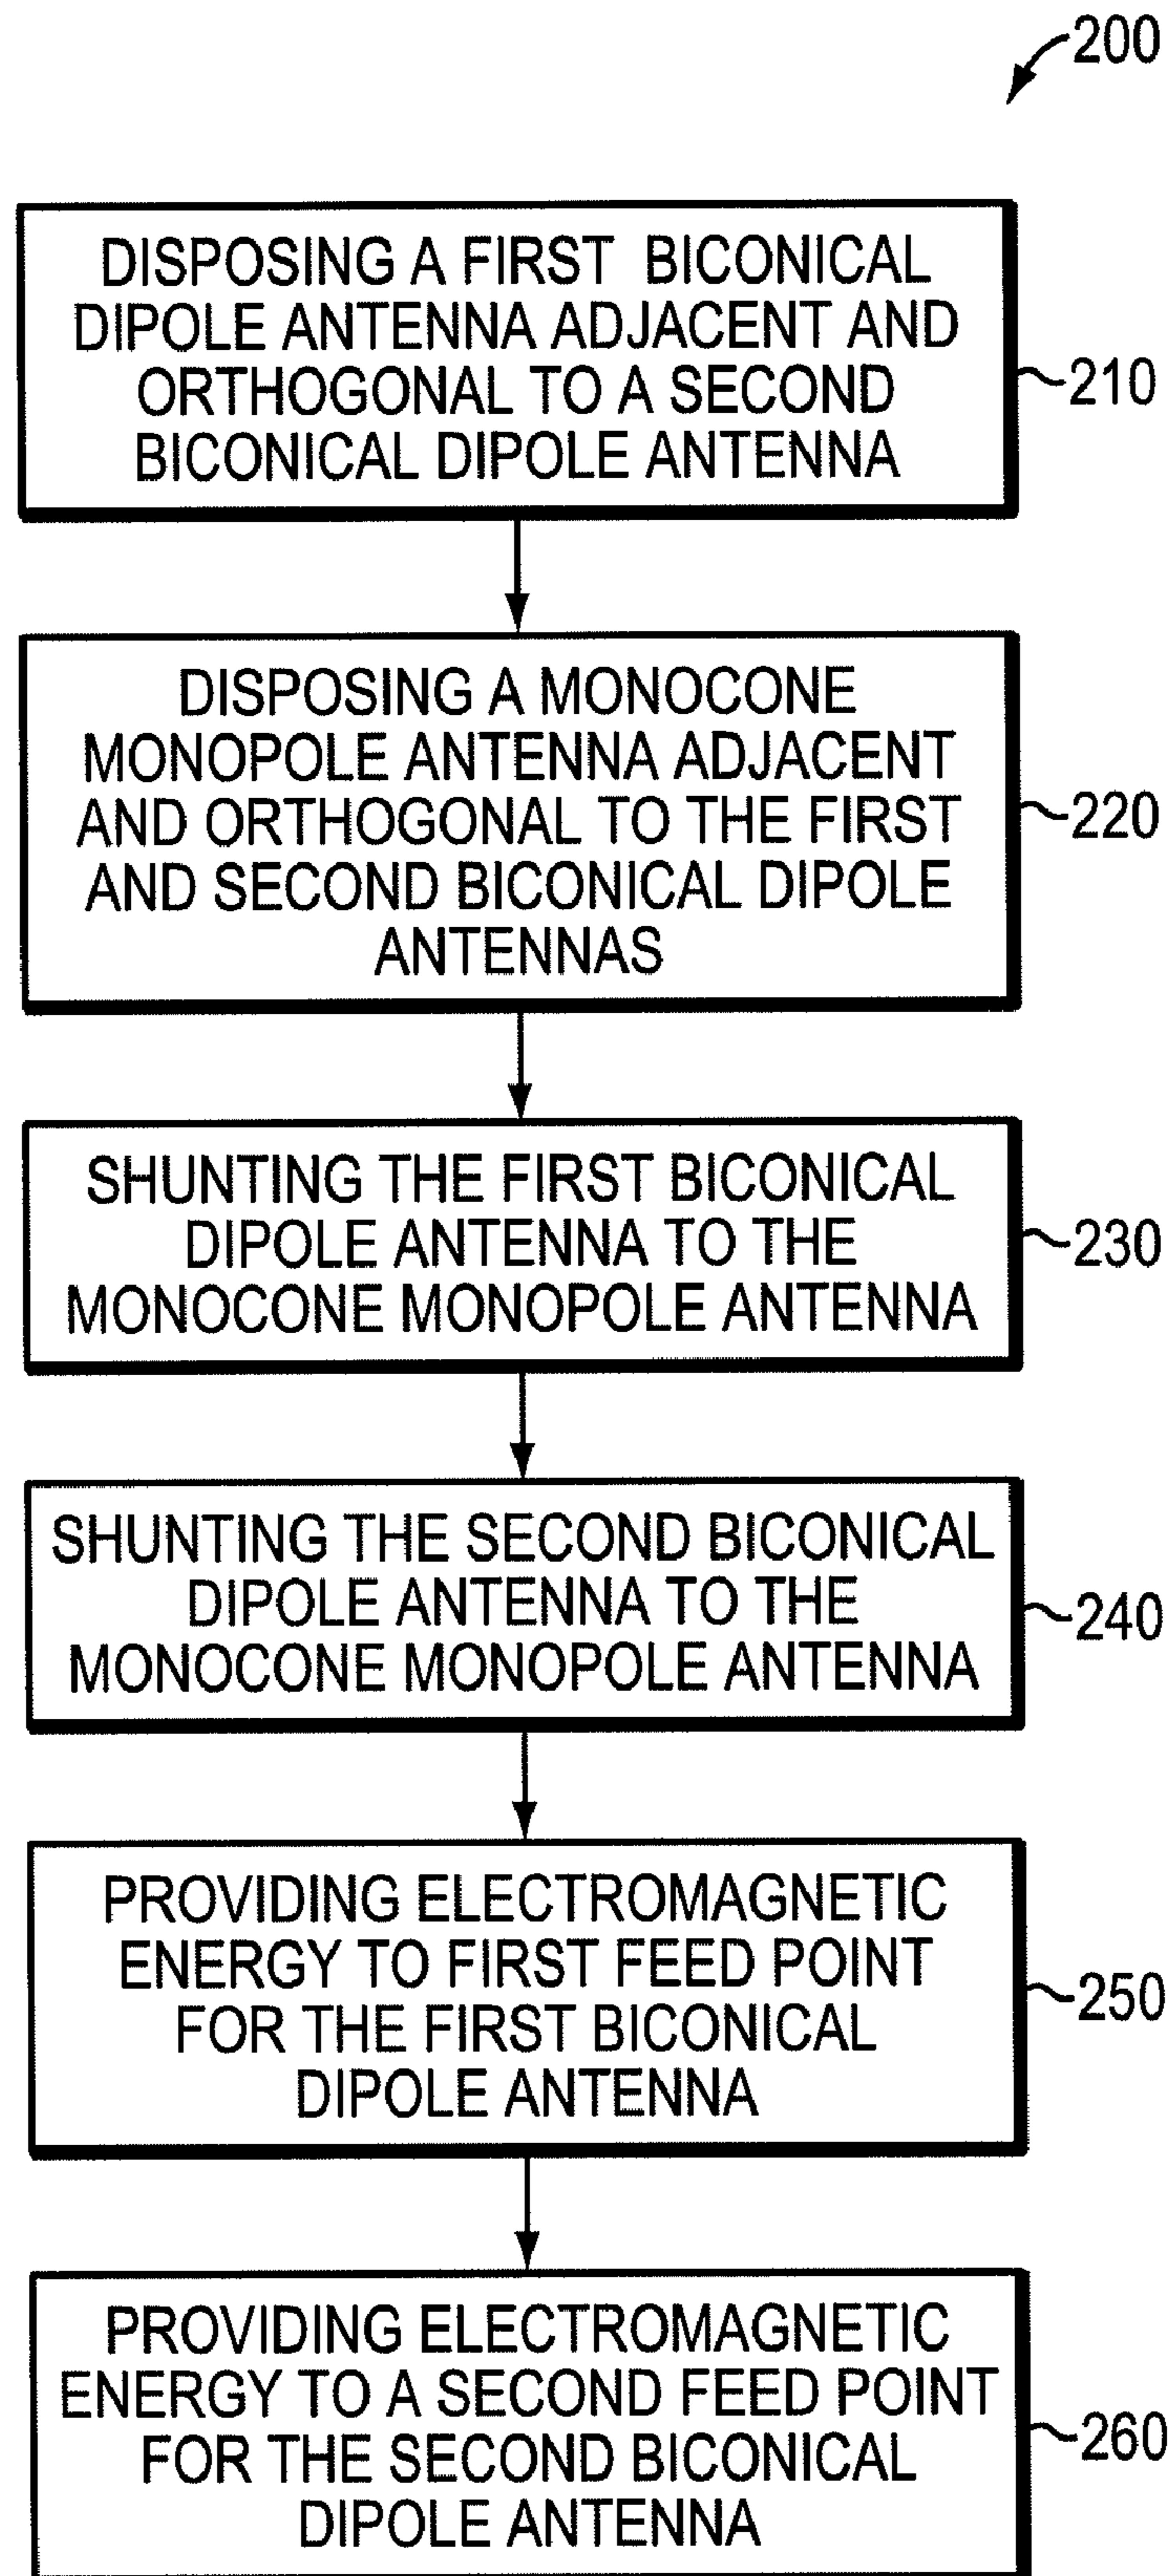 200
DISPOSING A FIRST BICONICAL
DIPOLE ANTENNA ADJACENT AND
ORTHOGONAL TO A SECOND
BICONICAL DIPOLE ANTENNA
210
DISPOSING A MONOCONE
MONOPOLE ANTENNA ADJACENT
AND ORTHOGONAL TO THE FIRST
AND SECOND BICONICAL DIPOLE
ANTENNAS
220
SHUNTING THE FIRST BICONICAL
DIPOLE ANTENNA TO THE
MONOCONE MONOPOLE ANTENNA
230
SHUNTING THE SECOND BICONICAL
DIPOLE ANTENNA TO THE
MONOCONE MONOPOLE ANTENNA
240
PROVIDING ELECTROMAGNETIC
ENERGY TO FIRST FEED POINT
FOR THE FIRST BICONICAL
DIPOLE ANTENNA
250
PROVIDING ELECTROMAGNETIC
ENERGY TO A SECOND FEED POINT
FOR THE SECOND BICONICAL
DIPOLE ANTENNA
260